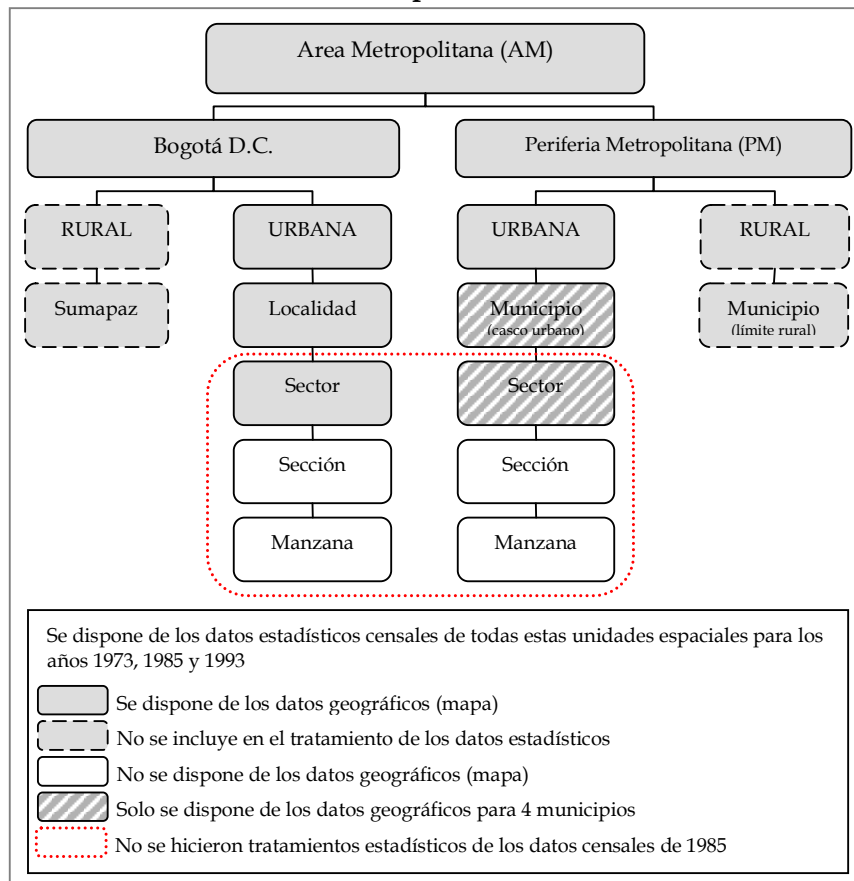 Area Metropolitana (AM)
Bogotá D.C.
Periferia Metropolitana (PM)
RURAL
URBANA
URBANA
RURAL
Sumapaz
Localidad
Municipio
(casco urbano)
Municipio
(límite rural)
Sector
Sector
Sección
Sección
Manzana
Manzana
Se dispone de los datos estadísticos censales de todas estas unidades espaciales para los
años 1973, 1985 y 1993
Se dispone de los datos geográficos (mapa)
No se incluye en el tratamiento de los datos estadísticos
No se dispone de los datos geográficos (mapa)
Solo se dispone de los datos geográficos para 4 municipios
No se hicieron tratamientos estadísticos de los datos censales de 1985